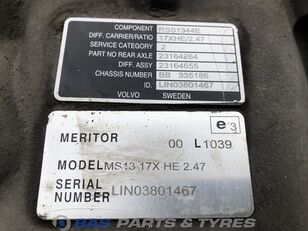 COMPONENT RSS1344E
DIFF. CARRIER/RATIO 17XHE/2.47
SERVICE CATEGORY 2
PART NO REAR AXLE 23164264
DIFF. ASSY 23164655
CHASSIS NUMBER BB 335186
ID. LIN03801467
VOLVO SWEDEN
e3
MERITOR 00 L1039
MODEL MS13-17X HE 2.47
SERIAL NUMBER LIN03801467
BAS PARTS & TYRES